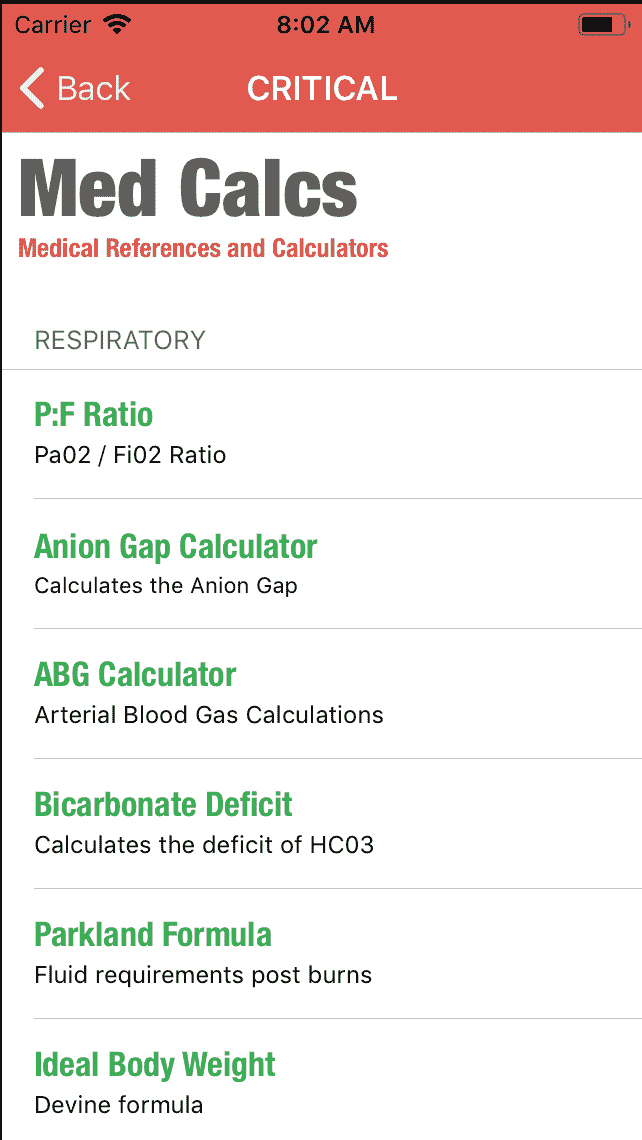 Carrier 8:02 AM
Back CRITICAL
Med Calcs
Medical References and Calculators
RESPIRATORY
P:F Ratio
Pa02 / Fi02 Ratio
Anion Gap Calculator
Calculates the Anion Gap
ABG Calculator
Arterial Blood Gas Calculations
Bicarbonate Deficit
Calculates the deficit of HC03
Parkland Formula
Fluid requirements post burns
Ideal Body Weight
Devine formula